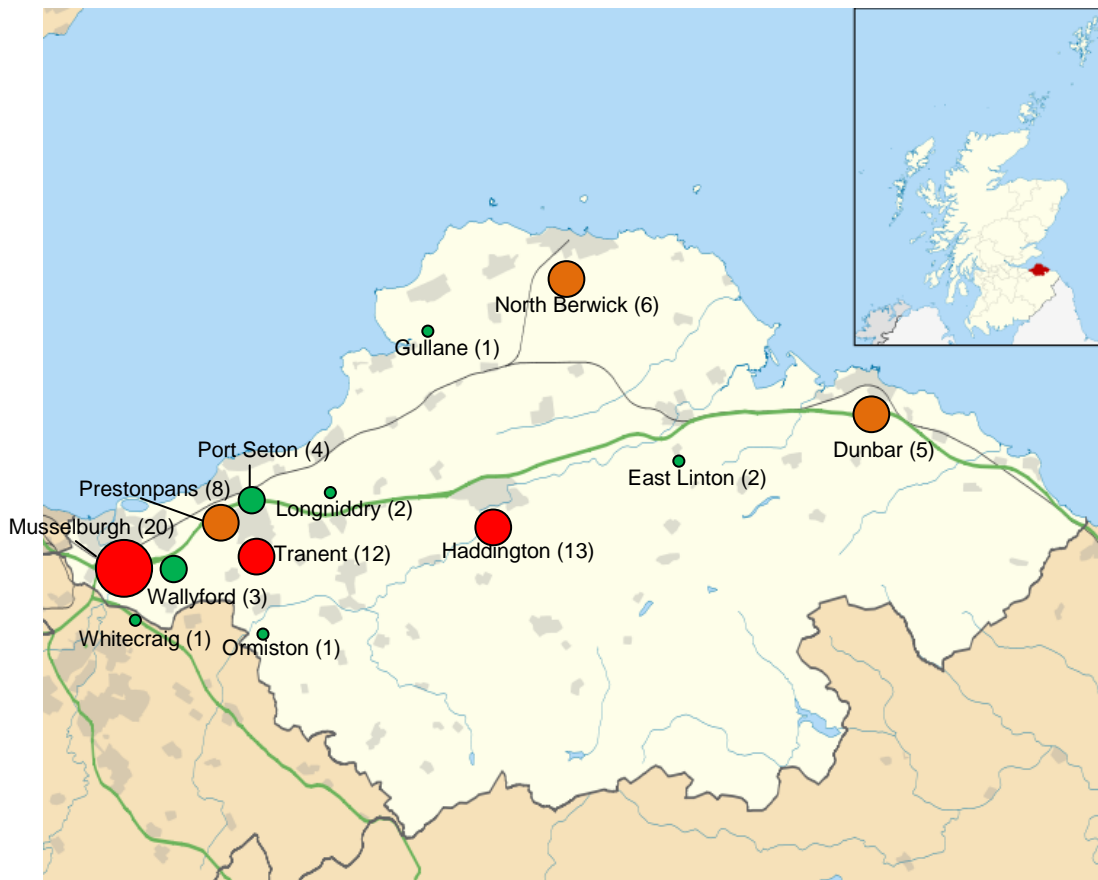 North Berwick (6)
Gullane (1)
Port Seton (4)
Dunbar (5)
East Linton (2)
Prestonpans (8)
Longniddry (2)
Musselburgh (20)
Tranent (12)
Haddington (13)
Wallyford (3)
Whitecraig (1)
Ormiston (1)